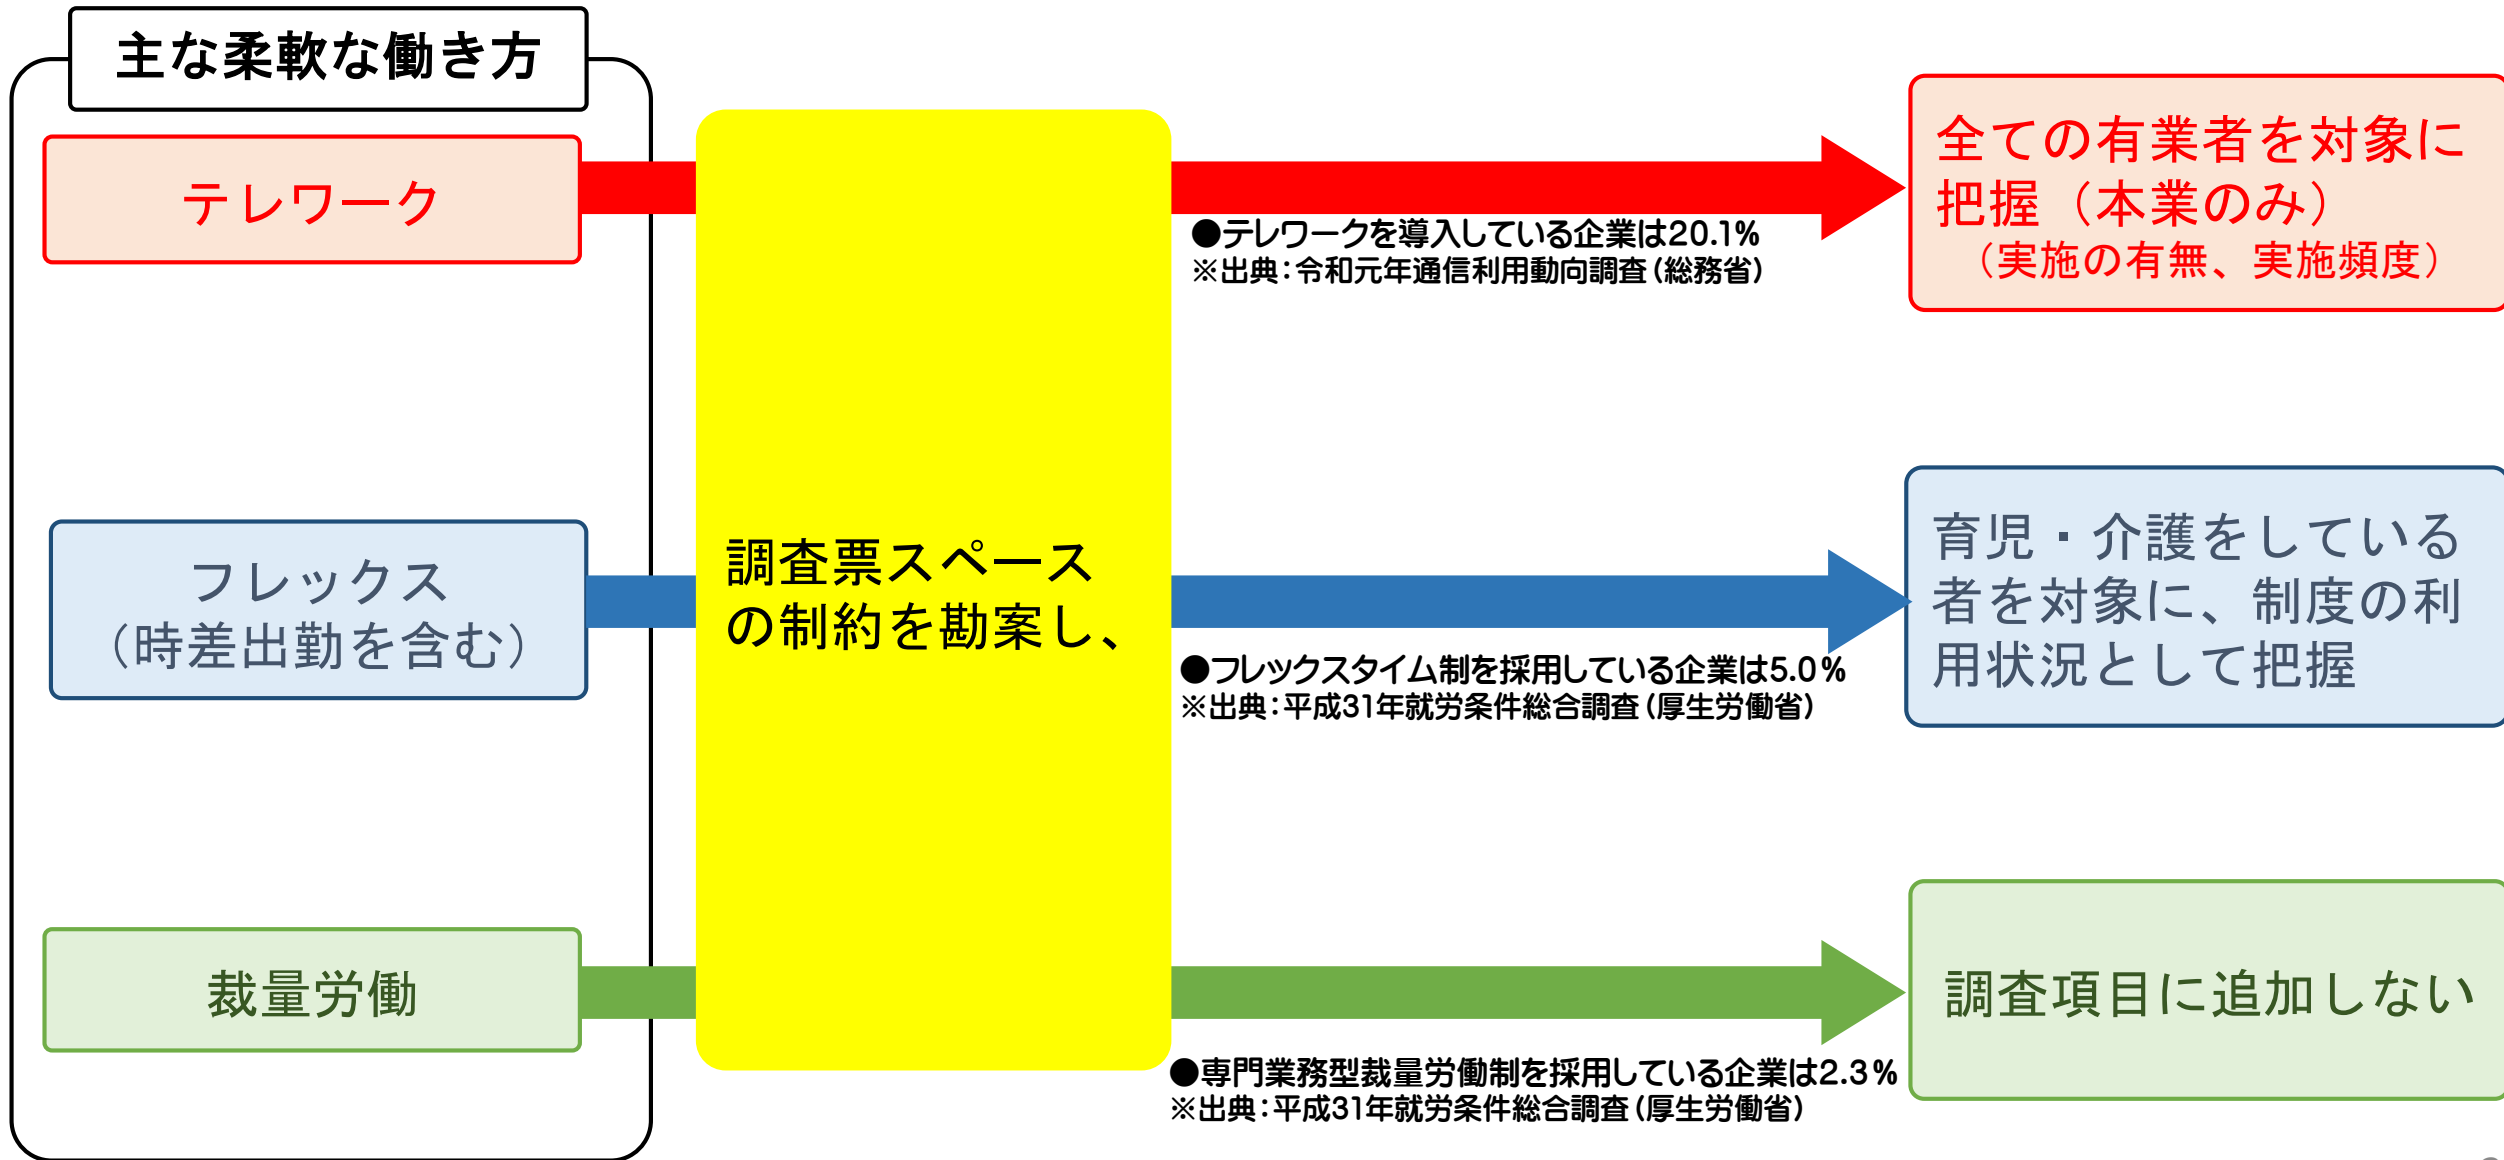 主な柔軟な働き方
テレワーク
フレックス
（時差出勤を含む）
裁量労働
調査票スペース
の制約を勘案し、
●テレワークを導入している企業は20.1%
※出典：令和元年通信利用動向調査（総務省）
●フレックスタイム制を採用している企業は5.0％
※出典：平成31年就労条件総合調査（厚生労働省）
●専門業務型裁量労働制を採用している企業は2.3％
※出典：平成31年就労条件総合調査（厚生労働省）
全ての有業者を対象に
把握（本業のみ）
（実施の有無、実施頻度）
育児・介護をしている
者を対象に、制度の利
用状況として把握
調査項目に追加しない